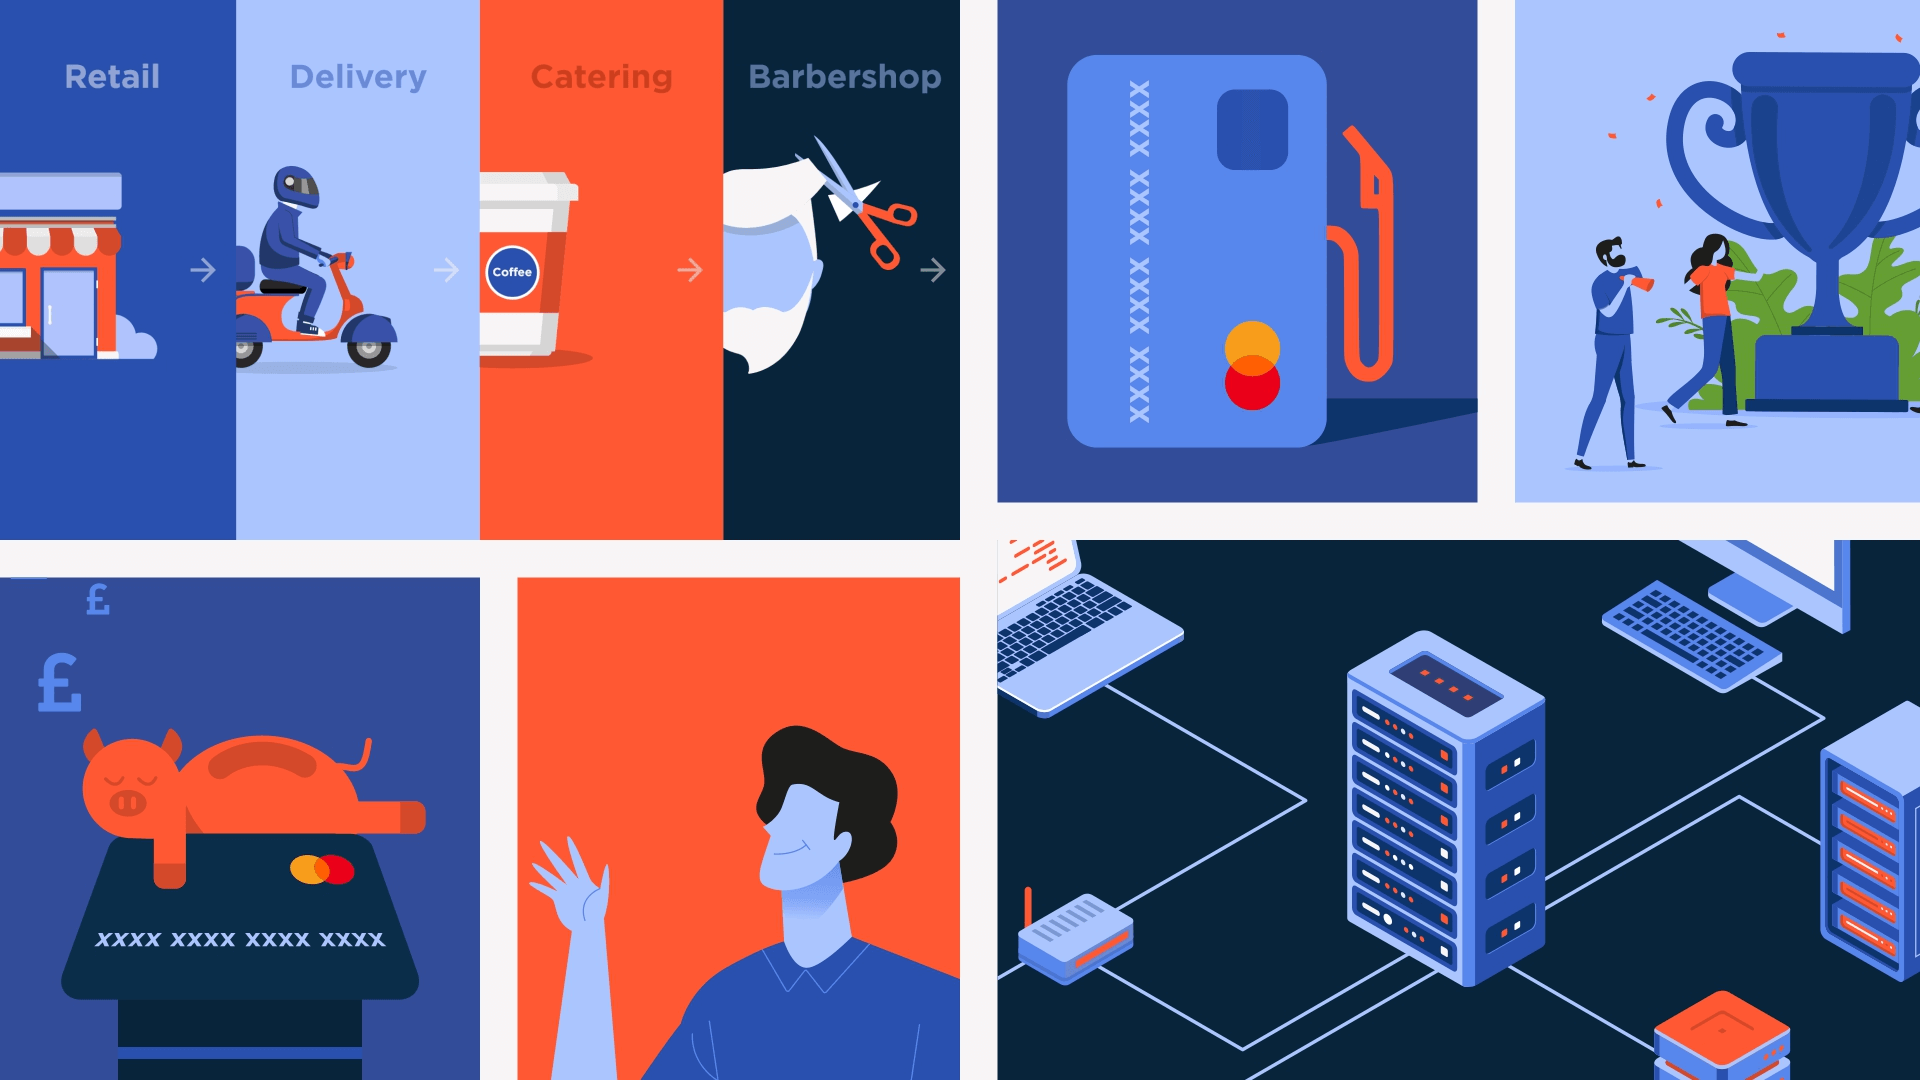 Retail
Delivery
Catering
Barbershop
Coffee
XXXX XXXX XXXX XXXX
£
£
XXXX XXXX XXXX XXXX